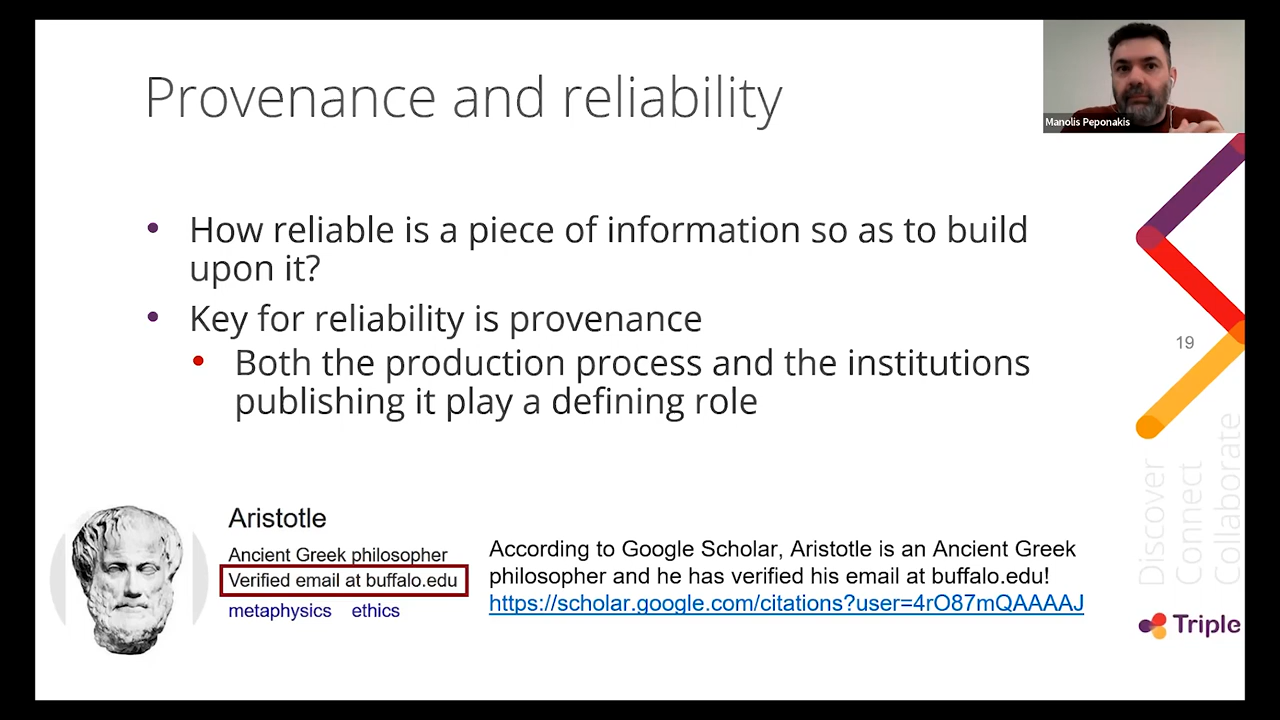 Provenance and reliability
Manolis Peponakis
• How reliable is a piece of information so as to build
upon it?
• Key for reliability is provenance
• Both the production process and the institutions
publishing it play a defining role
19
Aristotle
Ancient Greek philosopher
Verified email at buffalo.edu
metaphysics ethics
According to Google Scholar, Aristotle is an Ancient Greek
philosopher and he has verified his email at buffalo.edu!
https://scholar.google.com/citations?user=4rO87mQAAAAJ
Discover
Connect
Collaborate
Triple